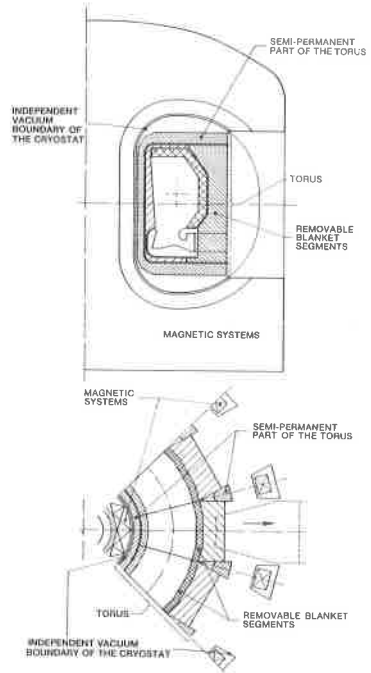 SEMI-PERMANENT
PART OF THE TORUS
INDEPENDENT
VACUUM
BOUNDARY OF
THE CRYOSTAT
TORUS
REMOVABLE
BLANKET
SEGMENTS
MAGNETIC SYSTEMS
MAGNETIC
SYSTEMS
SEMI-PERMANENT
PART OF THE TORUS
TORUS
REMOVABLE BLANKET
SEGMENTS
INDEPENDENT VACUUM
BOUNDARY OF THE CRYOSTAT